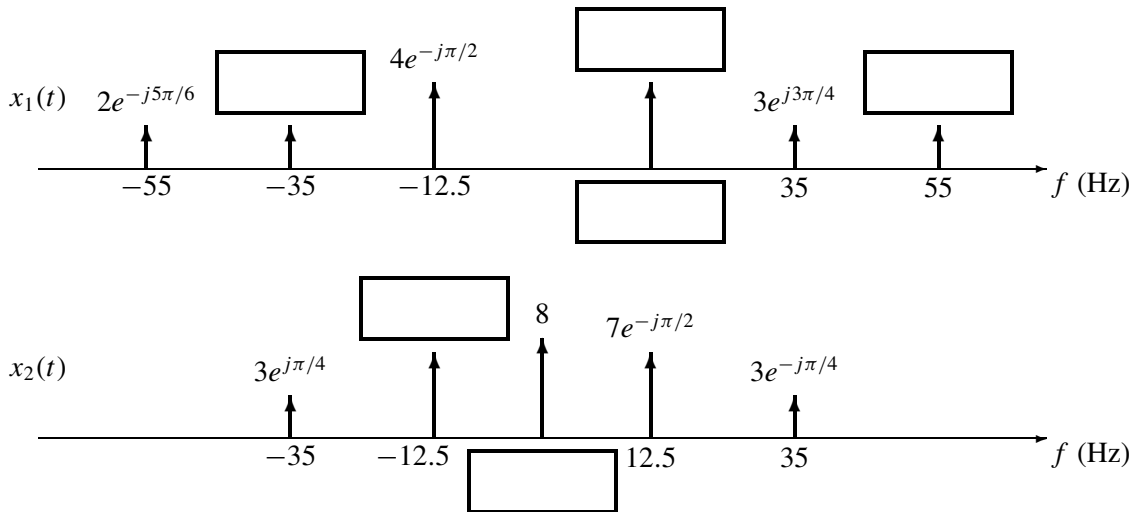 4e^{−jπ/2}
x₁(t) 2e^{−j5π/6} 3e^{j3π/4}
−55 −35 −12.5 35 55 f (Hz)
8 7e^{−jπ/2}
x₂(t) 3e^{jπ/4} 3e^{−jπ/4}
−35 −12.5 12.5 35 f (Hz)